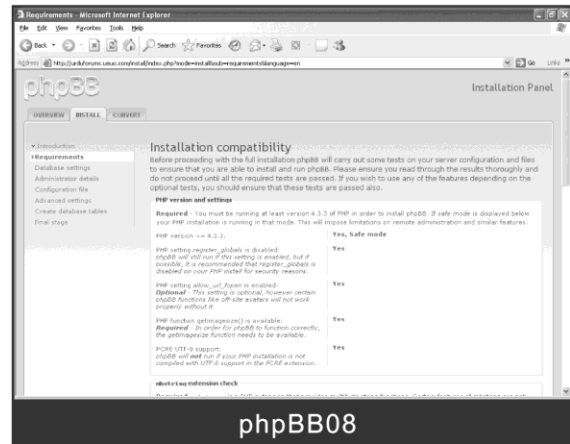 Requirements - Microsoft Internet Explorer
File Edit View Favorites Tools Help
Back Search Favorites
Address http://urduforums.ueuo.com/install/index.php?mode=install&sub=requirements&language=en Go Links
phpBB
Installation Panel
OVERVIEW INSTALL CONVERT
Introduction
Requirements
Database settings
Administrator details
Configuration file
Advanced settings
Create database tables
Final stage
Installation compatibility
Before proceeding with the full installation phpBB will carry out some tests on your server configuration and files
to ensure that you are able to install and run phpBB. Please ensure you read through the results thoroughly and
do not proceed until all the required tests are passed. If you wish to use any of the features depending on the
optional tests, you should ensure that these tests are passed also.
PHP version and settings
Required - You must be running at least version 4.3.3 of PHP in order to install phpBB. If safe mode is displayed below
your PHP installation is running in that mode. This will impose limitations on remote administration and similar features.
PHP version >= 4.3.3: Yes, Safe mode
PHP setting register_globals is disabled: Yes
phpBB will still run if this setting is enabled, but if
possible, it is recommended that register_globals is
disabled on your PHP install for security reasons.
PHP setting allow_url_fopen is enabled: Yes
Optional - This setting is optional, however certain
phpBB functions like off-site avatars will not work
properly without it.
PHP function getimagesize() is available: Yes
Required - In order for phpBB to function correctly,
the getimagesize function needs to be available.
PCRE UTF-8 support: Yes
phpBB will not run if your PHP installation is not
compiled with UTF-8 support in the PCRE extension.
mbstring extension check
phpBB08